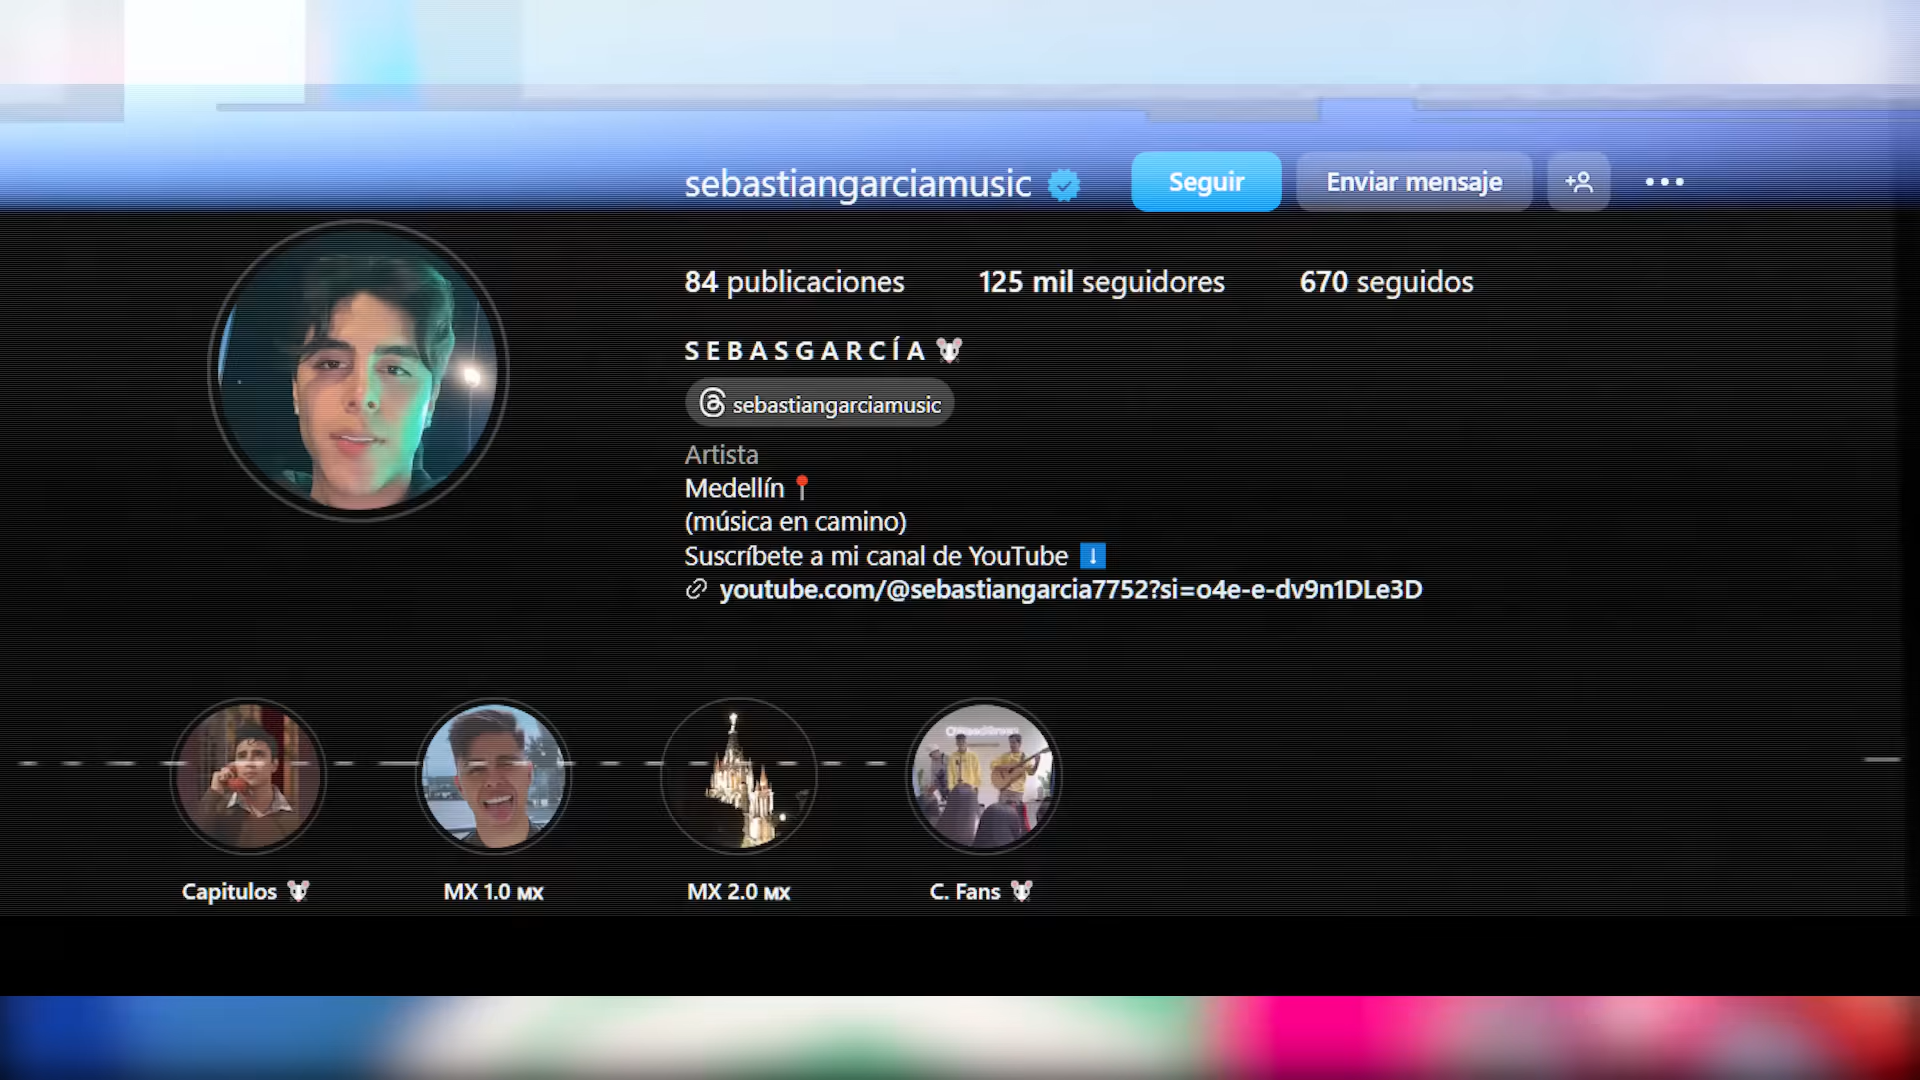 sebastiangarciamusic
Seguir
Enviar mensaje
84 publicaciones
125 mil seguidores
670 seguidos
SEBASGARCÍA🐭
sebastiangarciamusic
Artista
Medellín📍
(música en camino)
Suscríbete a mi canal de YouTube ⬇️
youtube.com/@sebastiangarcia7752?si=o4e-e-dv9n1DLe3D
Capitulos 🐭
MX 1.0 MX
MX 2.0 MX
C. Fans 🐭